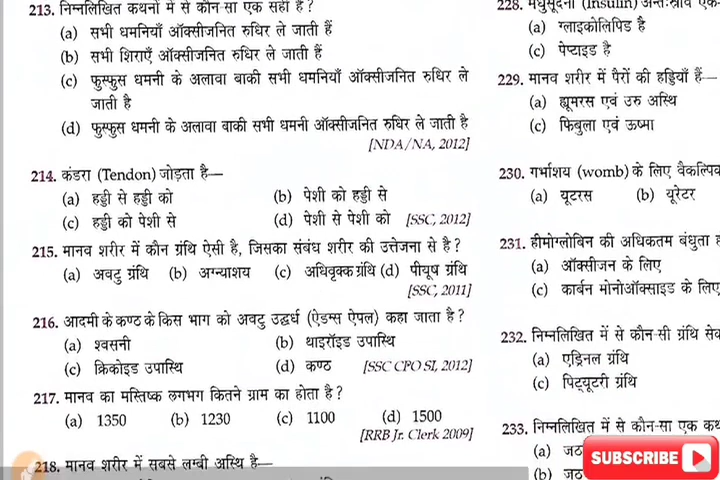 213. निम्नलिखित कथनों में से कौन-सा एक सही है?
(a) सभी धमनियाँ ऑक्सीजनित रुधिर ले जाती हैं
(b) सभी शिराएँ ऑक्सीजनित रुधिर ले जाती हैं
(c) फुस्फुस धमनी के अलावा बाकी सभी धमनियाँ ऑक्सीजनित रुधिर ले
जाती है
(d) फुफ्फुस धमनी के अलावा बाकी सभी धमनी ऑक्सीजनित रुधिर ले जाती है
[NDA/NA, 2012]
214. कंडरा (Tendon) जोड़ता है—
(a) हड्डी से हड्डी को (b) पेशी को हड्डी से
(c) हड्डी को पेशी से (d) पेशी से पेशी को [SSC, 2012]
215. मानव शरीर में कौन ग्रंथि ऐसी है, जिसका संबंध शरीर की उत्तेजना से है?
(a) अवटु ग्रंथि (b) अग्न्याशय (c) अधिवृक्क ग्रंथि (d) पीयूष ग्रंथि
[SSC, 2011]
216. आदमी के कण्ठ के किस भाग को अवटु उद्वर्ध (ऐडम्स ऐपल) कहा जाता है?
(a) श्वसनी (b) थाइरॉइड उपास्थि
(c) क्रिकोइड उपास्थि (d) कण्ठ [SSC CPO SI, 2012]
217. मानव का मस्तिष्क लगभग कितने ग्राम का होता है?
(a) 1350 (b) 1230 (c) 1100 (d) 1500
[RRB Jr. Clerk 2009]
218. मानव शरीर में सबसे लम्बी अस्थि है—
228. मधुसूदनी (Insulin) अन्तःस्राव एक
(a) ग्लाइकोलिपिड है
(c) पेप्टाइड है
229. मानव शरीर में पैरों की हड्डियाँ हैं—
(a) ह्यूमरस एवं उरु अस्थि
(c) फिबुला एवं ऊष्मा
230. गर्भाशय (womb) के लिए वैकल्पिक
(a) यूटरस (b) यूरेटर
231. हीमोग्लोबिन की अधिकतम बंधुता
(a) ऑक्सीजन के लिए
(c) कार्बन मोनोऑक्साइड के लिए
232. निम्नलिखित में से कौन-सी ग्रंथि
(a) एड्रिनल ग्रंथि
(c) पिट्यूटरी ग्रंथि
233. निम्नलिखित में से कौन-सा एक
(a) जठ
(b) जठ
SUBSCRIBE